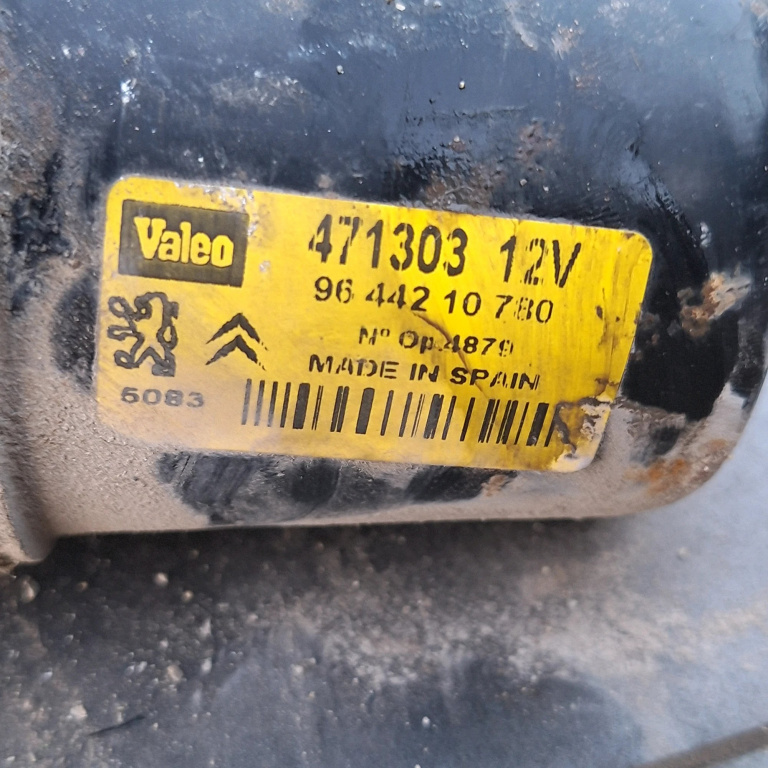 Valeo
471303 12V
96 442 10 780
Nº Op.4879
MADE IN SPAIN
5083